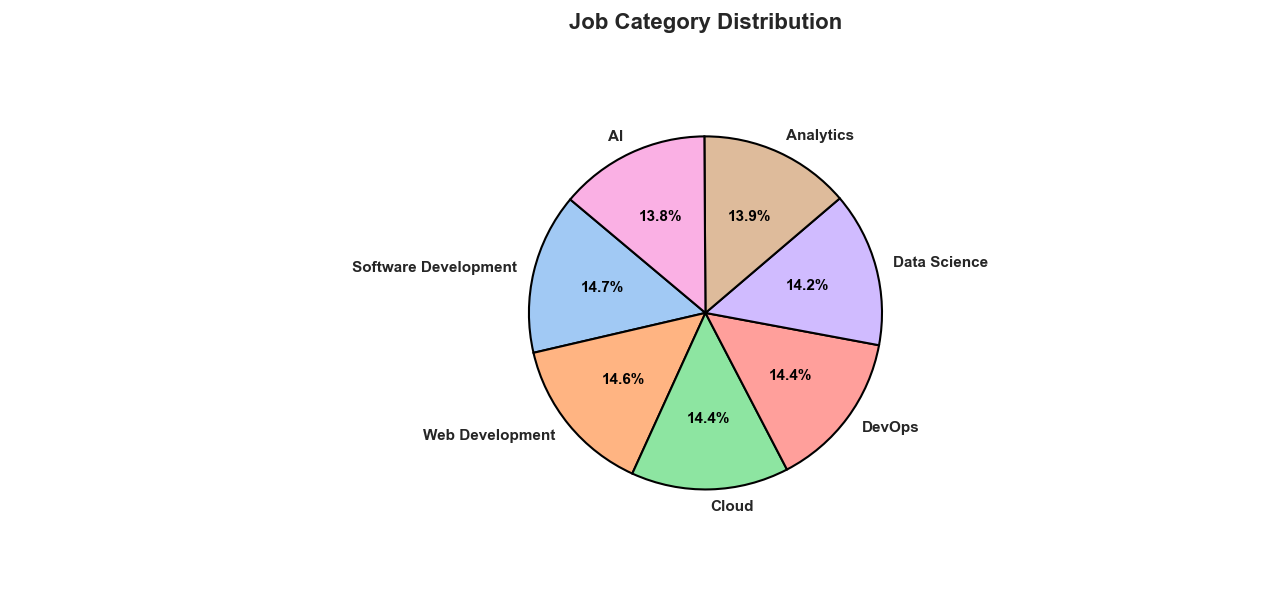 Job Category Distribution
AI
Analytics
13.8%
13.9%
Software Development
Data Science
14.7%
14.2%
14.6%
14.4%
14.4%
Web Development
DevOps
Cloud